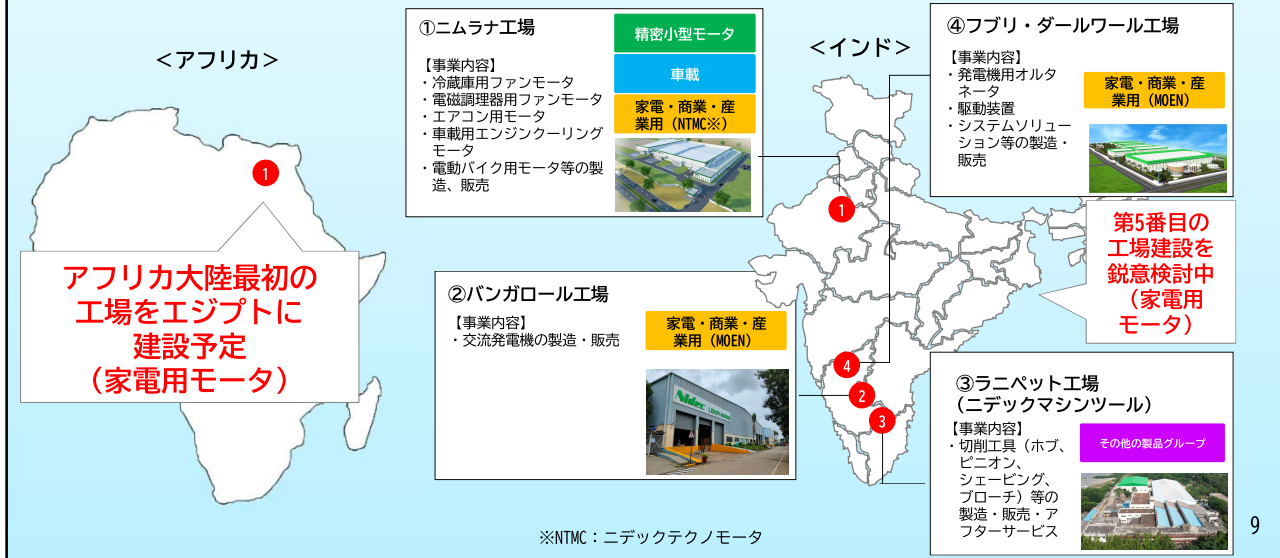 ＜アフリカ＞
1
アフリカ大陸最初の
工場をエジプトに
建設予定
（家電用モータ）
①ニムラナ工場
精密小型モータ
車載
家電・商業・産
業用（NTMC※）
【事業内容】
・冷蔵庫用ファンモータ
・電磁調理器用ファンモータ
・エアコン用モータ
・車載用エンジンクーリング
モータ
・電動バイク用モータ等の製
造、販売
②バンガロール工場
【事業内容】
・交流発電機の製造・販売
家電・商業・産
業用（MOEN）
Nidec
＜インド＞
1
4
2
3
④フブリ・ダールワール工場
【事業内容】
・発電機用オルタ
ネータ
・駆動装置
・システムソリュー
ション等の製造・
販売
家電・商業・産
業用（MOEN）
第5番目の
工場建設を
鋭意検討中
（家電用
モータ）
③ラニペット工場
（ニデックマシンツール）
【事業内容】
・切削工具（ホブ、
ピニオン、
シェービング、
ブローチ）等の
製造・販売・ア
フターサービス
その他の製品グループ
※NTMC：ニデックテクノモータ
9